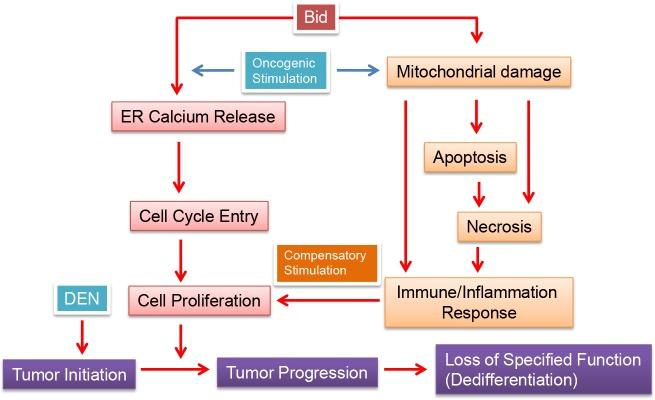 Bid
Oncogenic
Stimulation
Mitochondrial damage
ER Calcium Release
Apoptosis
Cell Cycle Entry
Necrosis
Compensatory
Stimulation
DEN
Cell Proliferation
Immune/Inflammation
Response
Tumor Initiation
Tumor Progression
Loss of Specified Function
(Dedifferentiation)